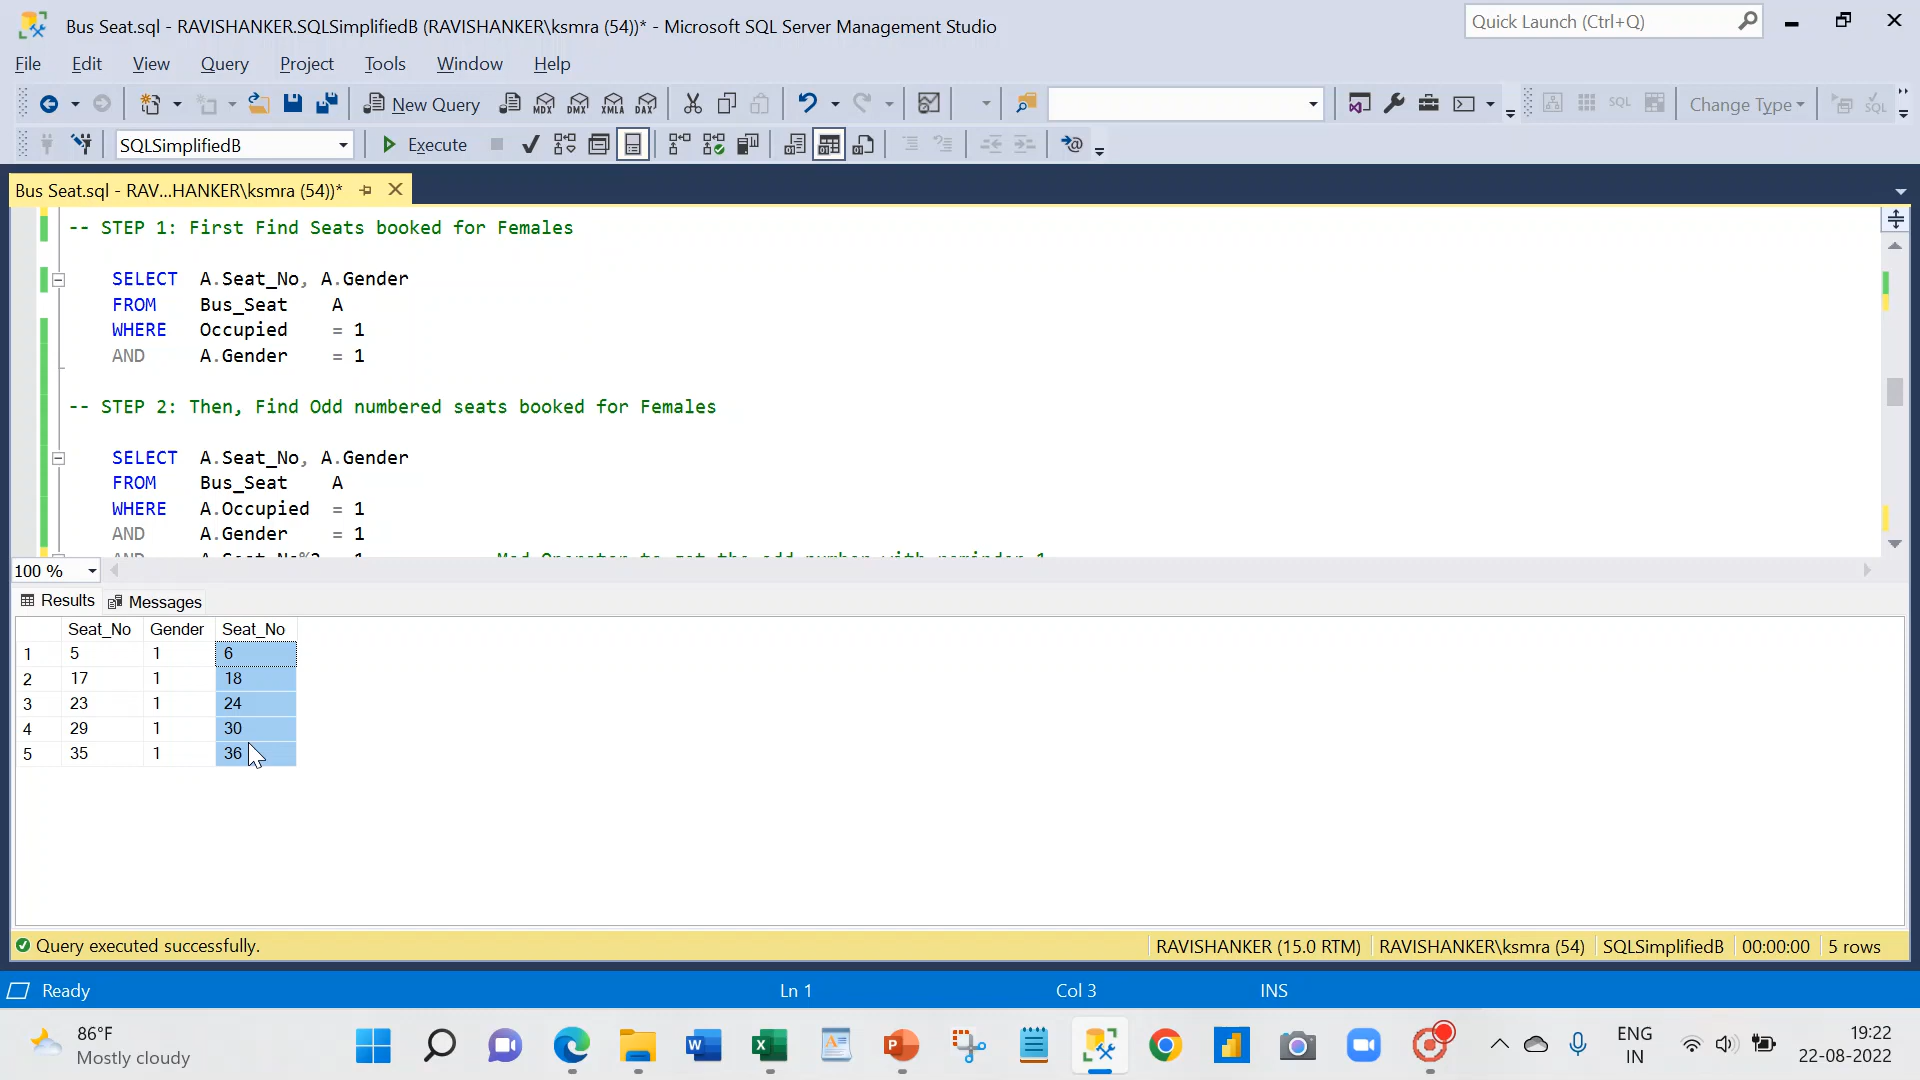 Bus Seat.sql - RAVISHANKER.SQLSimplifiedB (RAVISHANKER\ksmra (54))* - Microsoft SQL Server Management Studio
Quick Launch (Ctrl+Q)
File Edit View Query Project Tools Window Help
New Query MDX DMX XMLA DAX SQL Change Type SQL
SQLSimplifiedB Execute
Bus Seat.sql - RAV...HANKER\ksmra (54))*
-- STEP 1: First Find Seats booked for Females
SELECT A.Seat_No, A.Gender
FROM Bus_Seat A
WHERE Occupied = 1
AND A.Gender = 1
-- STEP 2: Then, Find Odd numbered seats booked for Females
SELECT A.Seat_No, A.Gender
FROM Bus_Seat A
WHERE A.Occupied = 1
AND A.Gender = 1
100 %
Results Messages
Seat_No Gender Seat_No
1 5 1 6
2 17 1 18
3 23 1 24
4 29 1 30
5 35 1 36
Query executed successfully. RAVISHANKER (15.0 RTM) RAVISHANKER\ksmra (54) SQLSimplifiedB 00:00:00 5 rows
Ready Ln 1 Col 3 INS
86°F
Mostly cloudy
ENG
IN
19:22
22-08-2022